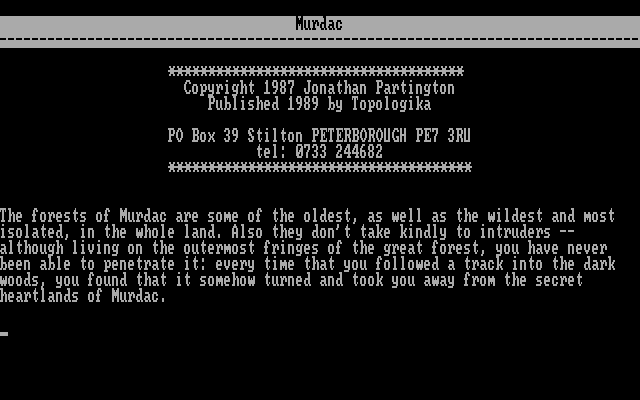 Murdac
--------------------------------------------------------------------------------
*************************************
Copyright 1987 Jonathan Partington
Published 1989 by Topologika
PO Box 39 Stilton PETERBOROUGH PE7 3RU
tel: 0733 244682
**************************************
The forests of Murdac are some of the oldest, as well as the wildest and most
isolated, in the whole land. Also they don't take kindly to intruders --
although living on the outermost fringes of the great forest, you have never
been able to penetrate it: every time that you followed a track into the dark
woods, you found that it somehow turned and took you away from the secret
heartlands of Murdac.